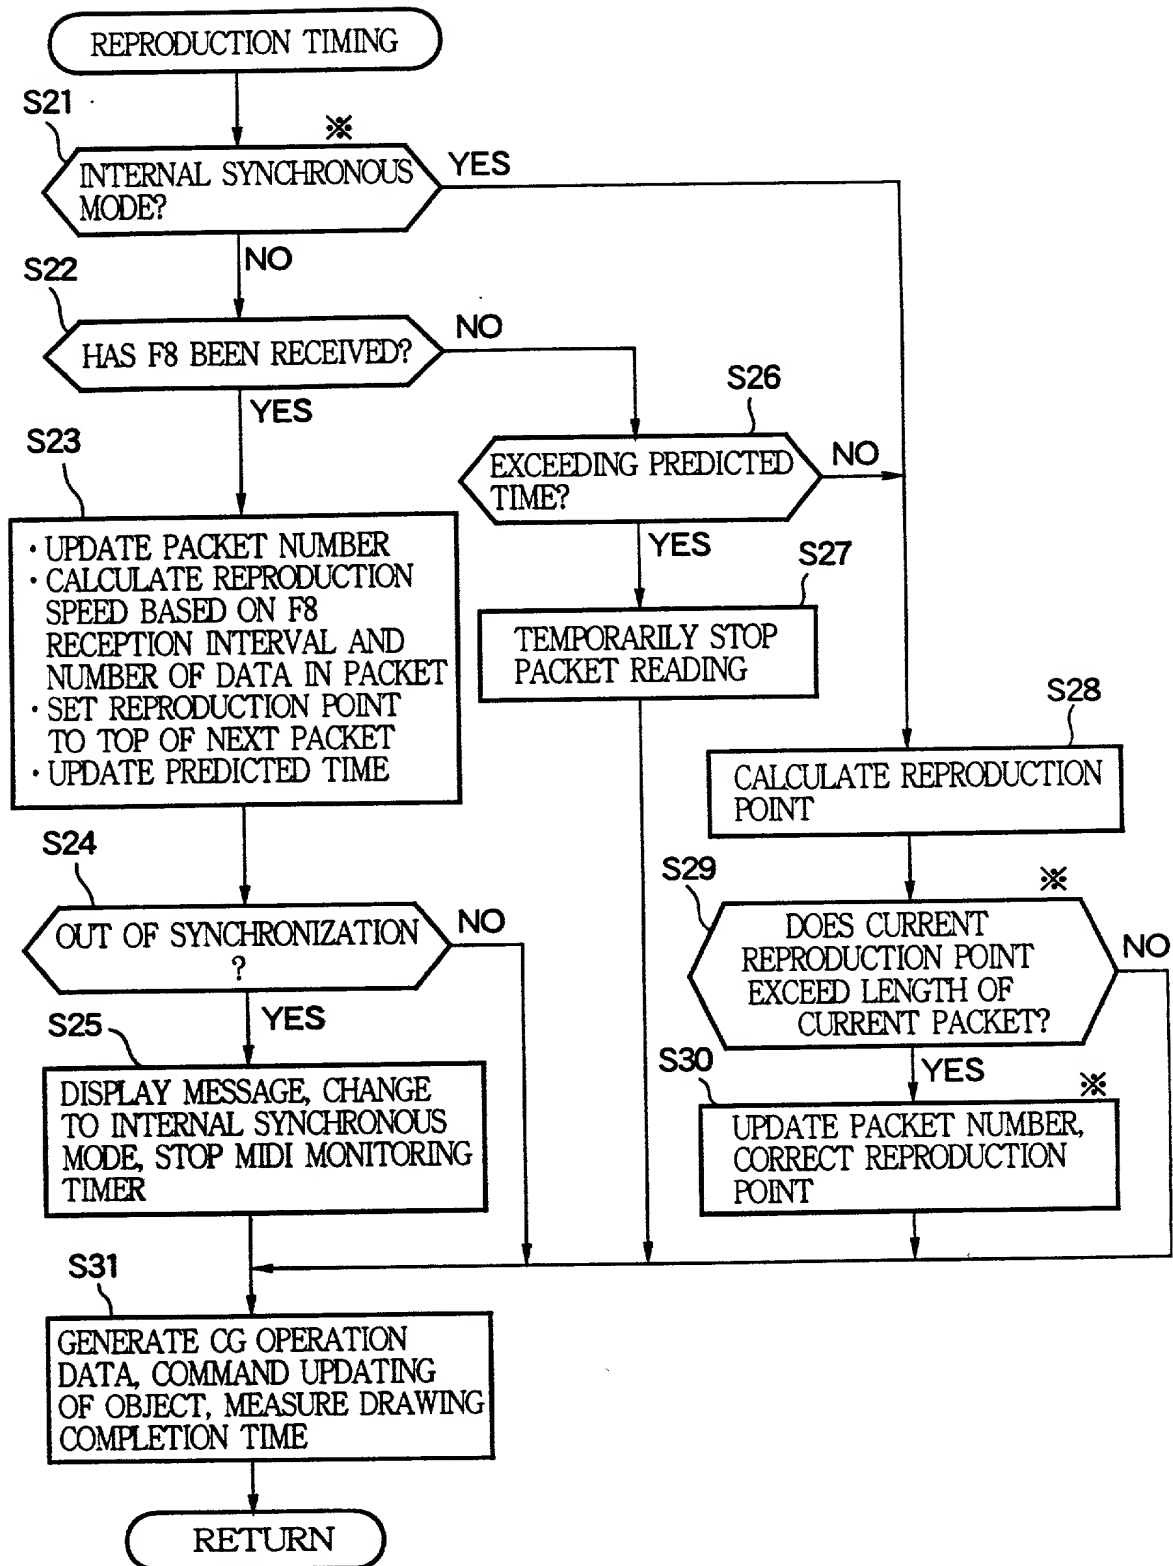 REPRODUCTION TIMING
S21
※
INTERNAL SYNCHRONOUS
MODE?
YES
NO
S22
HAS F8 BEEN RECEIVED?
NO
YES
S26
EXCEEDING PREDICTED
TIME?
NO
YES
S23
・UPDATE PACKET NUMBER
・CALCULATE REPRODUCTION
SPEED BASED ON F8
RECEPTION INTERVAL AND
NUMBER OF DATA IN PACKET
・SET REPRODUCTION POINT
TO TOP OF NEXT PACKET
・UPDATE PREDICTED TIME
S27
TEMPORARILY STOP
PACKET READING
S28
CALCULATE REPRODUCTION
POINT
S24
OUT OF SYNCHRONIZATION
?
NO
YES
S29
※
DOES CURRENT
REPRODUCTION POINT
EXCEED LENGTH OF
CURRENT PACKET?
NO
YES
S25
DISPLAY MESSAGE, CHANGE
TO INTERNAL SYNCHRONOUS
MODE, STOP MIDI MONITORING
TIMER
S30
※
UPDATE PACKET NUMBER,
CORRECT REPRODUCTION
POINT
S31
GENERATE CG OPERATION
DATA, COMMAND UPDATING
OF OBJECT, MEASURE DRAWING
COMPLETION TIME
RETURN